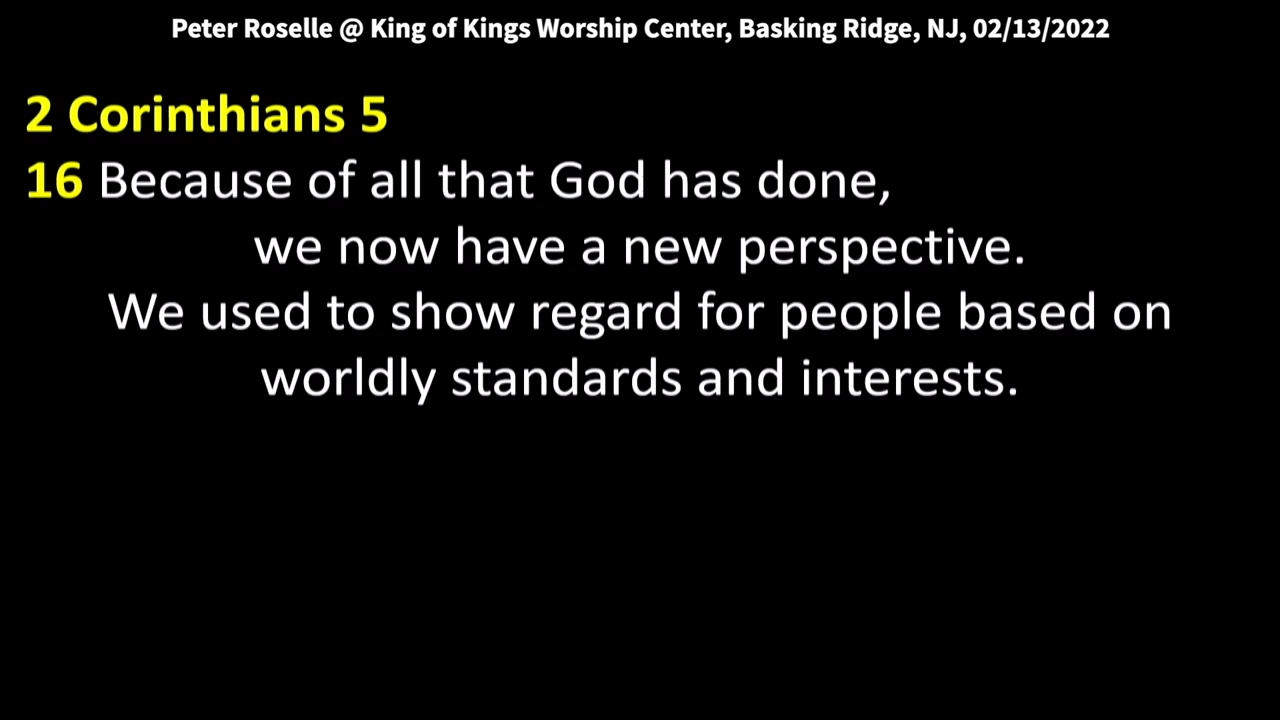 Peter Roselle @ King of Kings Worship Center, Basking Ridge, NJ, 02/13/2022
2 Corinthians 5
16 Because of all that God has done,
we now have a new perspective.
We used to show regard for people based on
worldly standards and interests.